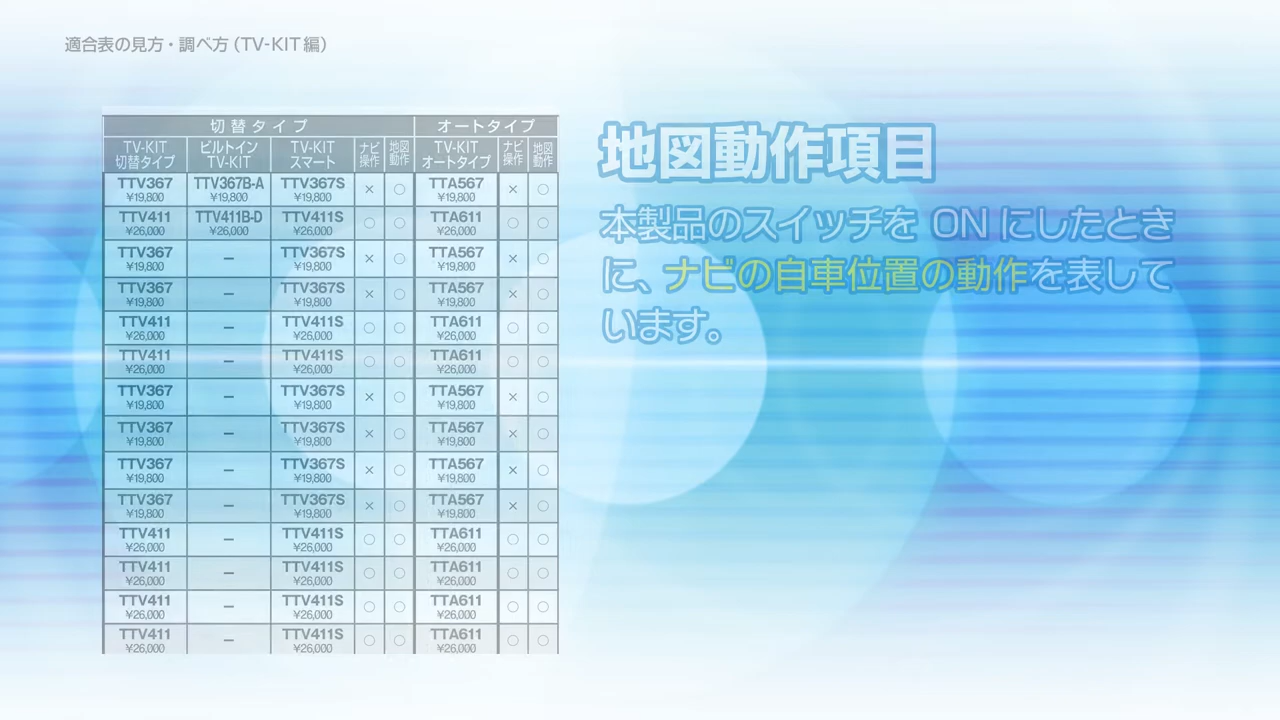 適合表の見方・調べ方（TV-KIT編）
切替タイプ オートタイプ
TV-KIT 切替タイプ ビルトイン TV-KIT TV-KIT スマート ナビ操作 地図動作 TV-KIT オートタイプ ナビ操作 地図動作
TTV367 TTV367B-A TTV367S × ○ TTA567 × ○
¥19,800 ¥19,800 ¥19,800 ¥19,800
TTV411 TTV411B-D TTV411S ○ ○ TTA611 ○ ○
¥26,000 ¥26,000 ¥26,000 ¥26,000
TTV367 － TTV367S × ○ TTA567 × ○
¥19,800 ¥19,800 ¥19,800
TTV367 － TTV367S × ○ TTA567 × ○
¥19,800 ¥19,800 ¥19,800
TTV411 － TTV411S ○ ○ TTA611 ○ ○
¥26,000 ¥26,000 ¥26,000
TTV411 － TTV411S ○ ○ TTA611 ○ ○
¥26,000 ¥26,000 ¥26,000
TTV367 － TTV367S × ○ TTA567 × ○
¥19,800 ¥19,800 ¥19,800
TTV367 － TTV367S × ○ TTA567 × ○
¥19,800 ¥19,800 ¥19,800
TTV367 － TTV367S × ○ TTA567 × ○
¥19,800 ¥19,800 ¥19,800
TTV367 － TTV367S × ○ TTA567 × ○
¥19,800 ¥19,800 ¥19,800
TTV411 － TTV411S ○ ○ TTA611 ○ ○
¥26,000 ¥26,000 ¥26,000
TTV411 － TTV411S ○ ○ TTA611 ○ ○
¥26,000 ¥26,000 ¥26,000
TTV411 － TTV411S ○ ○ TTA611 ○ ○
¥26,000 ¥26,000 ¥26,000
TTV411 － TTV411S ○ ○ TTA611 ○ ○
¥26,000 ¥26,000 ¥26,000
地図動作項目
本製品のスイッチを ON にしたとき
に、ナビの自車位置の動作を表して
います。